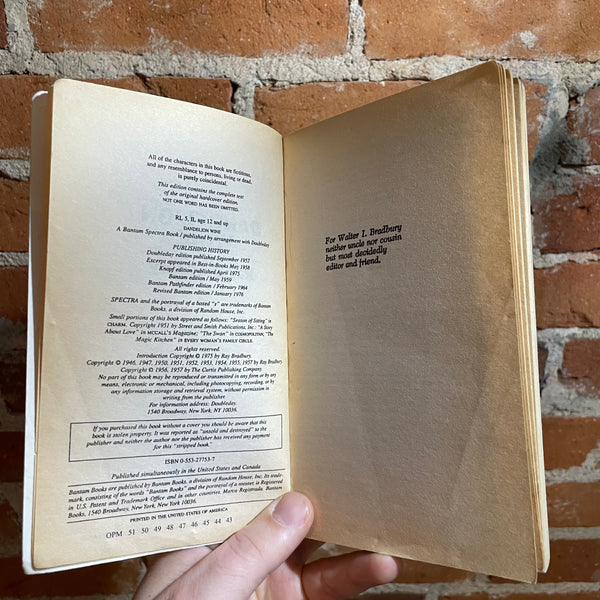 All of the characters in this book are fictitious,
and any resemblance to persons, living or dead,
is purely coincidental.
This edition contains the complete text
of the original hardcover edition.
NOT ONE WORD HAS BEEN OMITTED.
RL 5, IL age 12 and up
DANDELION WINE
A Bantam Spectra Book / published by arrangement with Doubleday
PUBLISHING HISTORY
Doubleday edition published September 1957
Excerpt appeared in Best-in-Books May 1958
Knopf edition published April 1975
Bantam edition / May 1959
Bantam Pathfinder edition / February 1964
Revised Bantam edition / January 1976
SPECTRA and the portrayal of a boxed "s" are trademarks of Bantam
Books, a division of Random House, Inc.
Small portions of this book appeared as follows: "Season of Sitting" in
CHARM. Copyright 1951 by Street and Smith Publications, Inc. "A Story
About Love" in MCCALL'S Magazine; "The Swan" in COSMOPOLITAN, "The
Magic Kitchen" in EVERY WOMAN'S FAMILY CIRCLE.
All rights reserved.
Introduction Copyright © 1975 by Ray Bradbury.
Copyright © 1946, 1947, 1950, 1951, 1952, 1953, 1954, 1955, 1957 by Ray Bradbury.
Copyright © 1956, 1957 by The Curtis Publishing Company.
No part of this book may be reproduced or transmitted in any form or by any
means, electronic or mechanical, including photocopying, recording, or by
any information storage and retrieval system, without permission in
writing from the publisher.
For information address: Doubleday.
1540 Broadway, New York, NY 10036.
If you purchased this book without a cover you should be aware that this
book is stolen property. It was reported as "unsold and destroyed" to the
publisher and neither the author nor the publisher has received any payment
for this "stripped book."
ISBN 0-553-27753-7
Published simultaneously in the United States and Canada
Bantam Books are published by Bantam Books, a division of Random House, Inc. Its trade-
mark, consisting of the words "Bantam Books" and the portrayal of a rooster, is Registered
in U.S. Patent and Trademark Office and in other countries. Marca Registrada. Bantam
Books, 1540 Broadway, New York, New York 10036.
PRINTED IN THE UNITED STATES OF AMERICA
OPM 51 50 49 48 47 46 45 44 43
For Walter I. Bradbury
neither uncle nor cousin
but most decidedly
editor and friend.